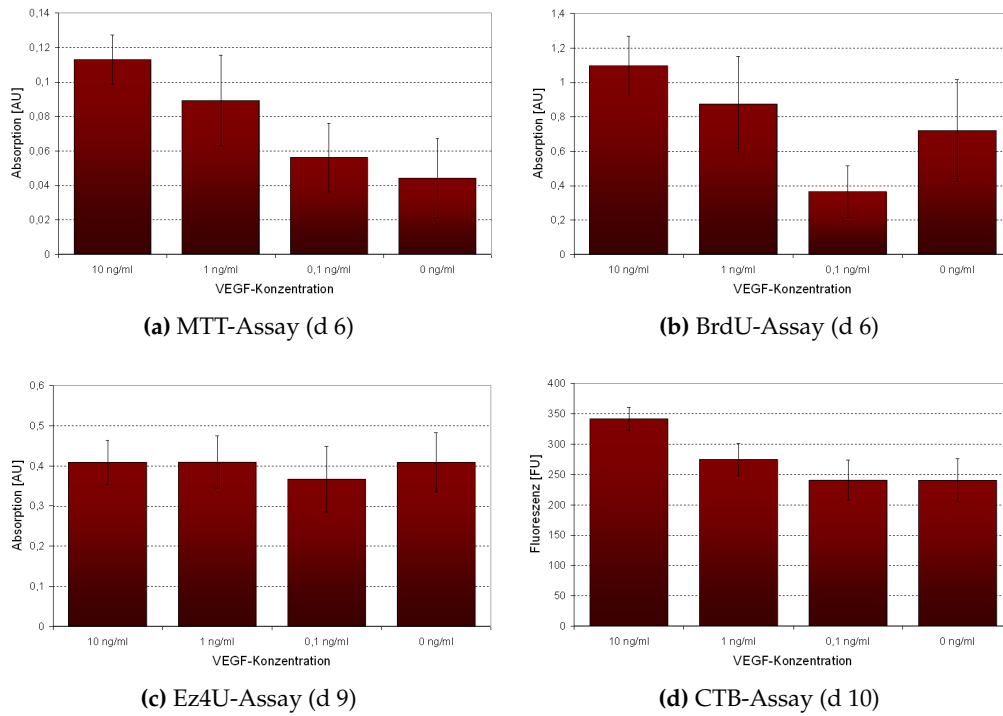 0,14
0,12
0,1
0,08
0,06
0,04
0,02
0
Absorption [AU]
10 ng/ml 1 ng/ml 0,1 ng/ml 0 ng/ml
VEGF-Konzentration
(a) MTT-Assay (d 6)
1,4
1,2
1
0,8
0,6
0,4
0,2
0
Absorption [AU]
10 ng/ml 1 ng/ml 0,1 ng/ml 0 ng/ml
VEGF-Konzentration
(b) BrdU-Assay (d 6)
0,6
0,5
0,4
0,3
0,2
0,1
0
Absorption [AU]
10 ng/ml 1 ng/ml 0,1 ng/ml 0 ng/ml
VEGF-Konzentration
(c) Ez4U-Assay (d 9)
400
350
300
250
200
150
100
50
0
Fluoreszenz [FU]
10 ng/ml 1 ng/ml 0,1 ng/ml 0 ng/ml
VEGF-Konzentration
(d) CTB-Assay (d 10)